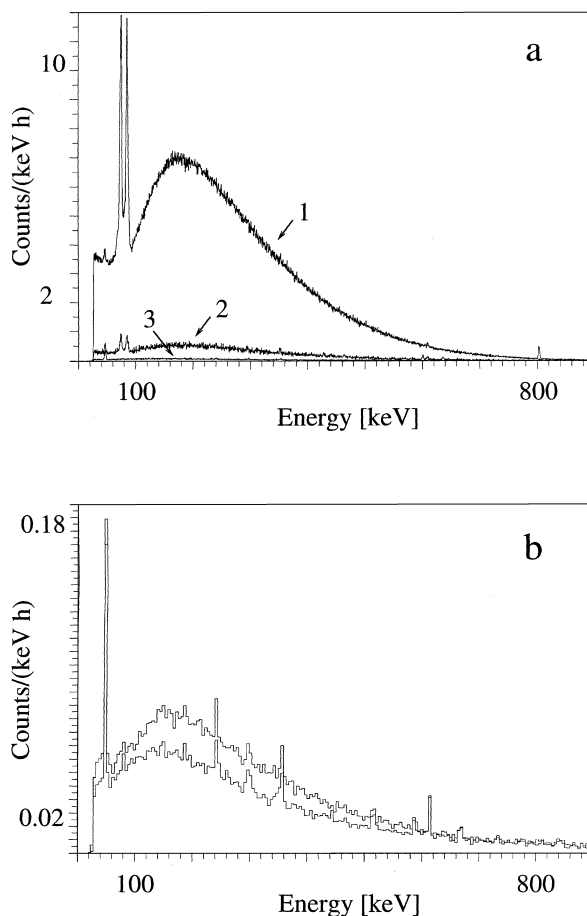 a
10
Counts/(keV h)
1
2
2
3
100
800
Energy [keV]
b
0.18
Counts/(keV h)
0.02
100
800
Energy [keV]